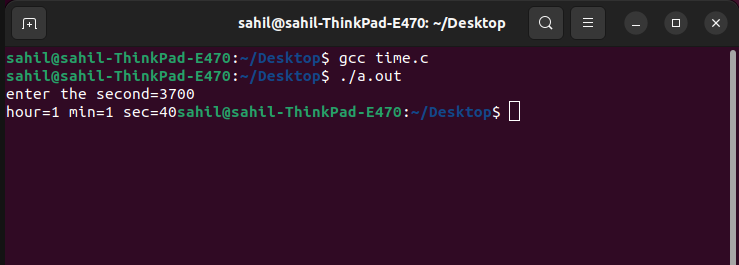 sahil@sahil-ThinkPad-E470: ~/Desktop
sahil@sahil-ThinkPad-E470:~/Desktop$ gcc time.c
sahil@sahil-ThinkPad-E470:~/Desktop$ ./a.out
enter the second=3700
hour=1 min=1 sec=40sahil@sahil-ThinkPad-E470:~/Desktop$